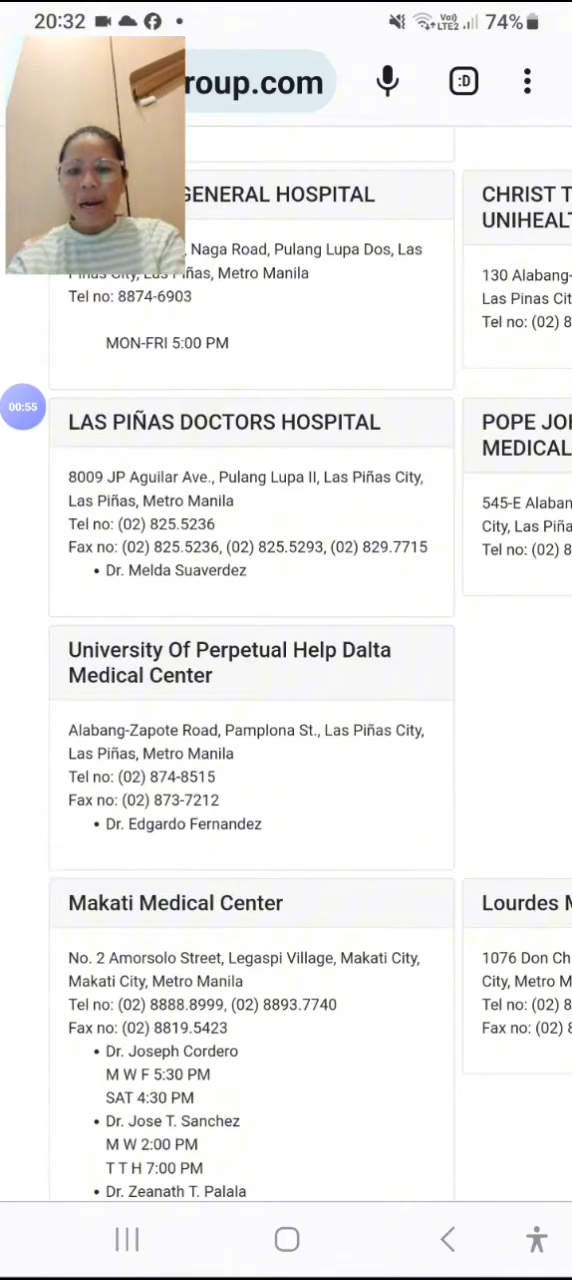 20:32
Vo)) LTE2 74%
roup.com
:D
GENERAL HOSPITAL
, Naga Road, Pulang Lupa Dos, Las
Piñas City, Las Piñas, Metro Manila
Tel no: 8874-6903
MON-FRI 5:00 PM
CHRIST T
UNIHEALT
130 Alabang-
Las Pinas Cit
Tel no: (02) 8
00:55
LAS PIÑAS DOCTORS HOSPITAL
8009 JP Aguilar Ave., Pulang Lupa II, Las Piñas City,
Las Piñas, Metro Manila
Tel no: (02) 825.5236
Fax no: (02) 825.5236, (02) 825.5293, (02) 829.7715
• Dr. Melda Suaverdez
POPE JOH
MEDICAL
545-E Alaban
City, Las Piña
Tel no: (02) 8
University Of Perpetual Help Dalta
Medical Center
Alabang-Zapote Road, Pamplona St., Las Piñas City,
Las Piñas, Metro Manila
Tel no: (02) 874-8515
Fax no: (02) 873-7212
• Dr. Edgardo Fernandez
Makati Medical Center
No. 2 Amorsolo Street, Legaspi Village, Makati City,
Makati City, Metro Manila
Tel no: (02) 8888.8999, (02) 8893.7740
Fax no: (02) 8819.5423
• Dr. Joseph Cordero
M W F 5:30 PM
SAT 4:30 PM
• Dr. Jose T. Sanchez
M W 2:00 PM
T T H 7:00 PM
• Dr. Zeanath T. Palala
Lourdes M
1076 Don Ch
City, Metro M
Tel no: (02) 8
Fax no: (02) 8